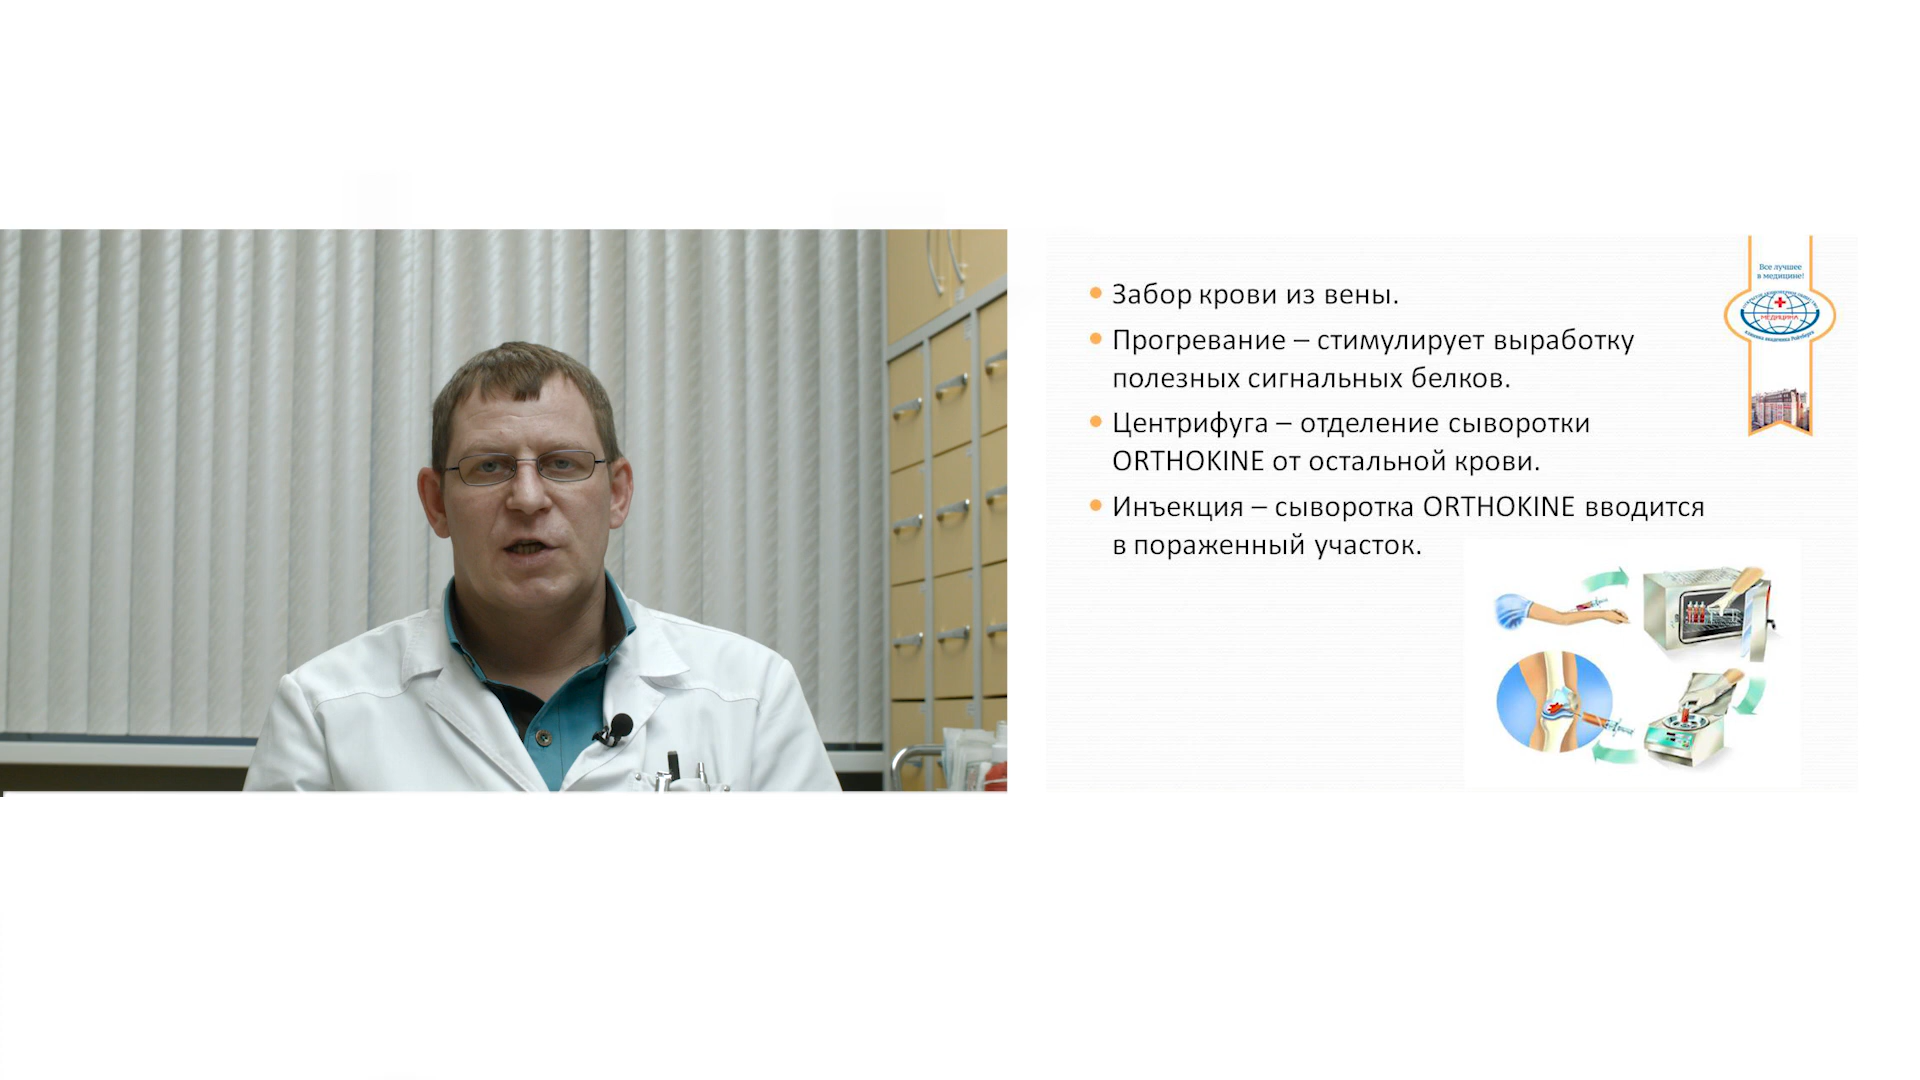 Все лучшее
в медицине!
МЕДИЦИНА
• Забор крови из вены.
• Прогревание – стимулирует выработку
полезных сигнальных белков.
• Центрифуга – отделение сыворотки
ORTHOKINE от остальной крови.
• Инъекция – сыворотка ORTHOKINE вводится
в пораженный участок.